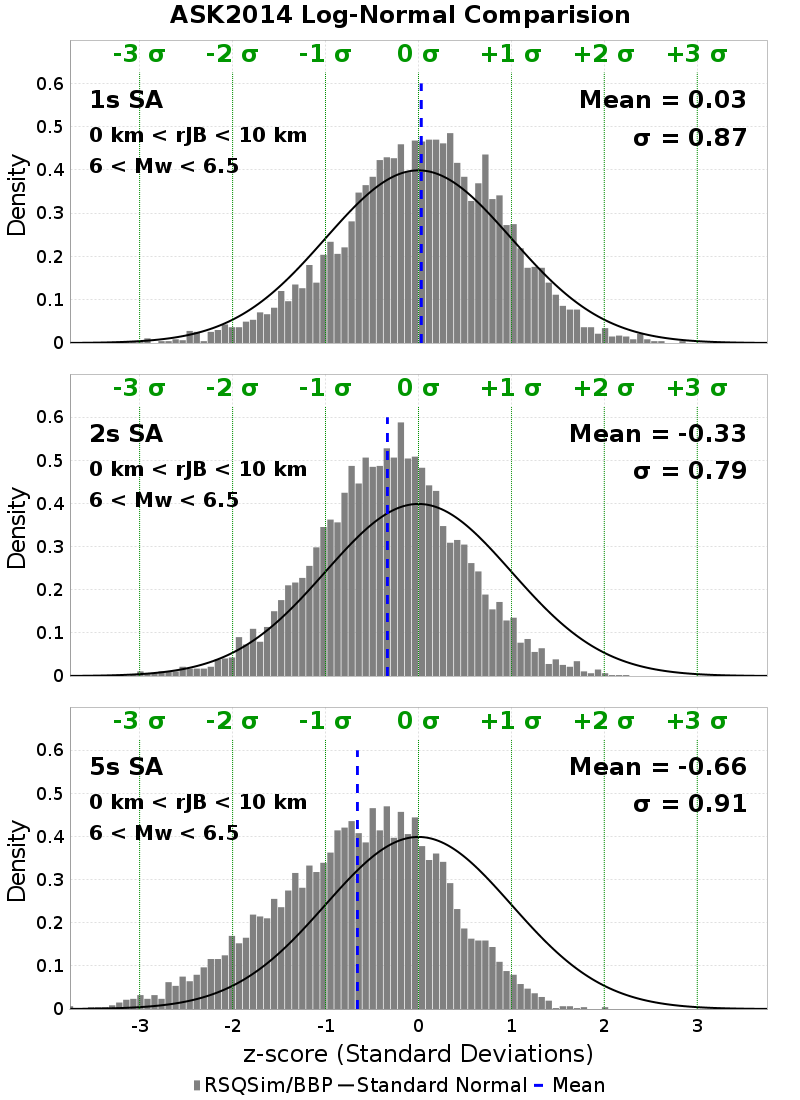 ASK2014 Log-Normal Comparision
-3 σ -2 σ -1 σ 0 σ +1 σ +2 σ +3 σ
1s SA
0 km < rJB < 10 km
6 < Mw < 6.5
Mean = 0.03
σ = 0.87
Density
0.6
0.5
0.4
0.3
0.2
0.1
0
-3 σ -2 σ -1 σ 0 σ +1 σ +2 σ +3 σ
2s SA
0 km < rJB < 10 km
6 < Mw < 6.5
Mean = -0.33
σ = 0.79
Density
0.6
0.5
0.4
0.3
0.2
0.1
0
-3 σ -2 σ -1 σ 0 σ +1 σ +2 σ +3 σ
5s SA
0 km < rJB < 10 km
6 < Mw < 6.5
Mean = -0.66
σ = 0.91
Density
0.6
0.5
0.4
0.3
0.2
0.1
0
-3 -2 -1 0 1 2 3
z-score (Standard Deviations)
RSQSim/BBP Standard Normal Mean